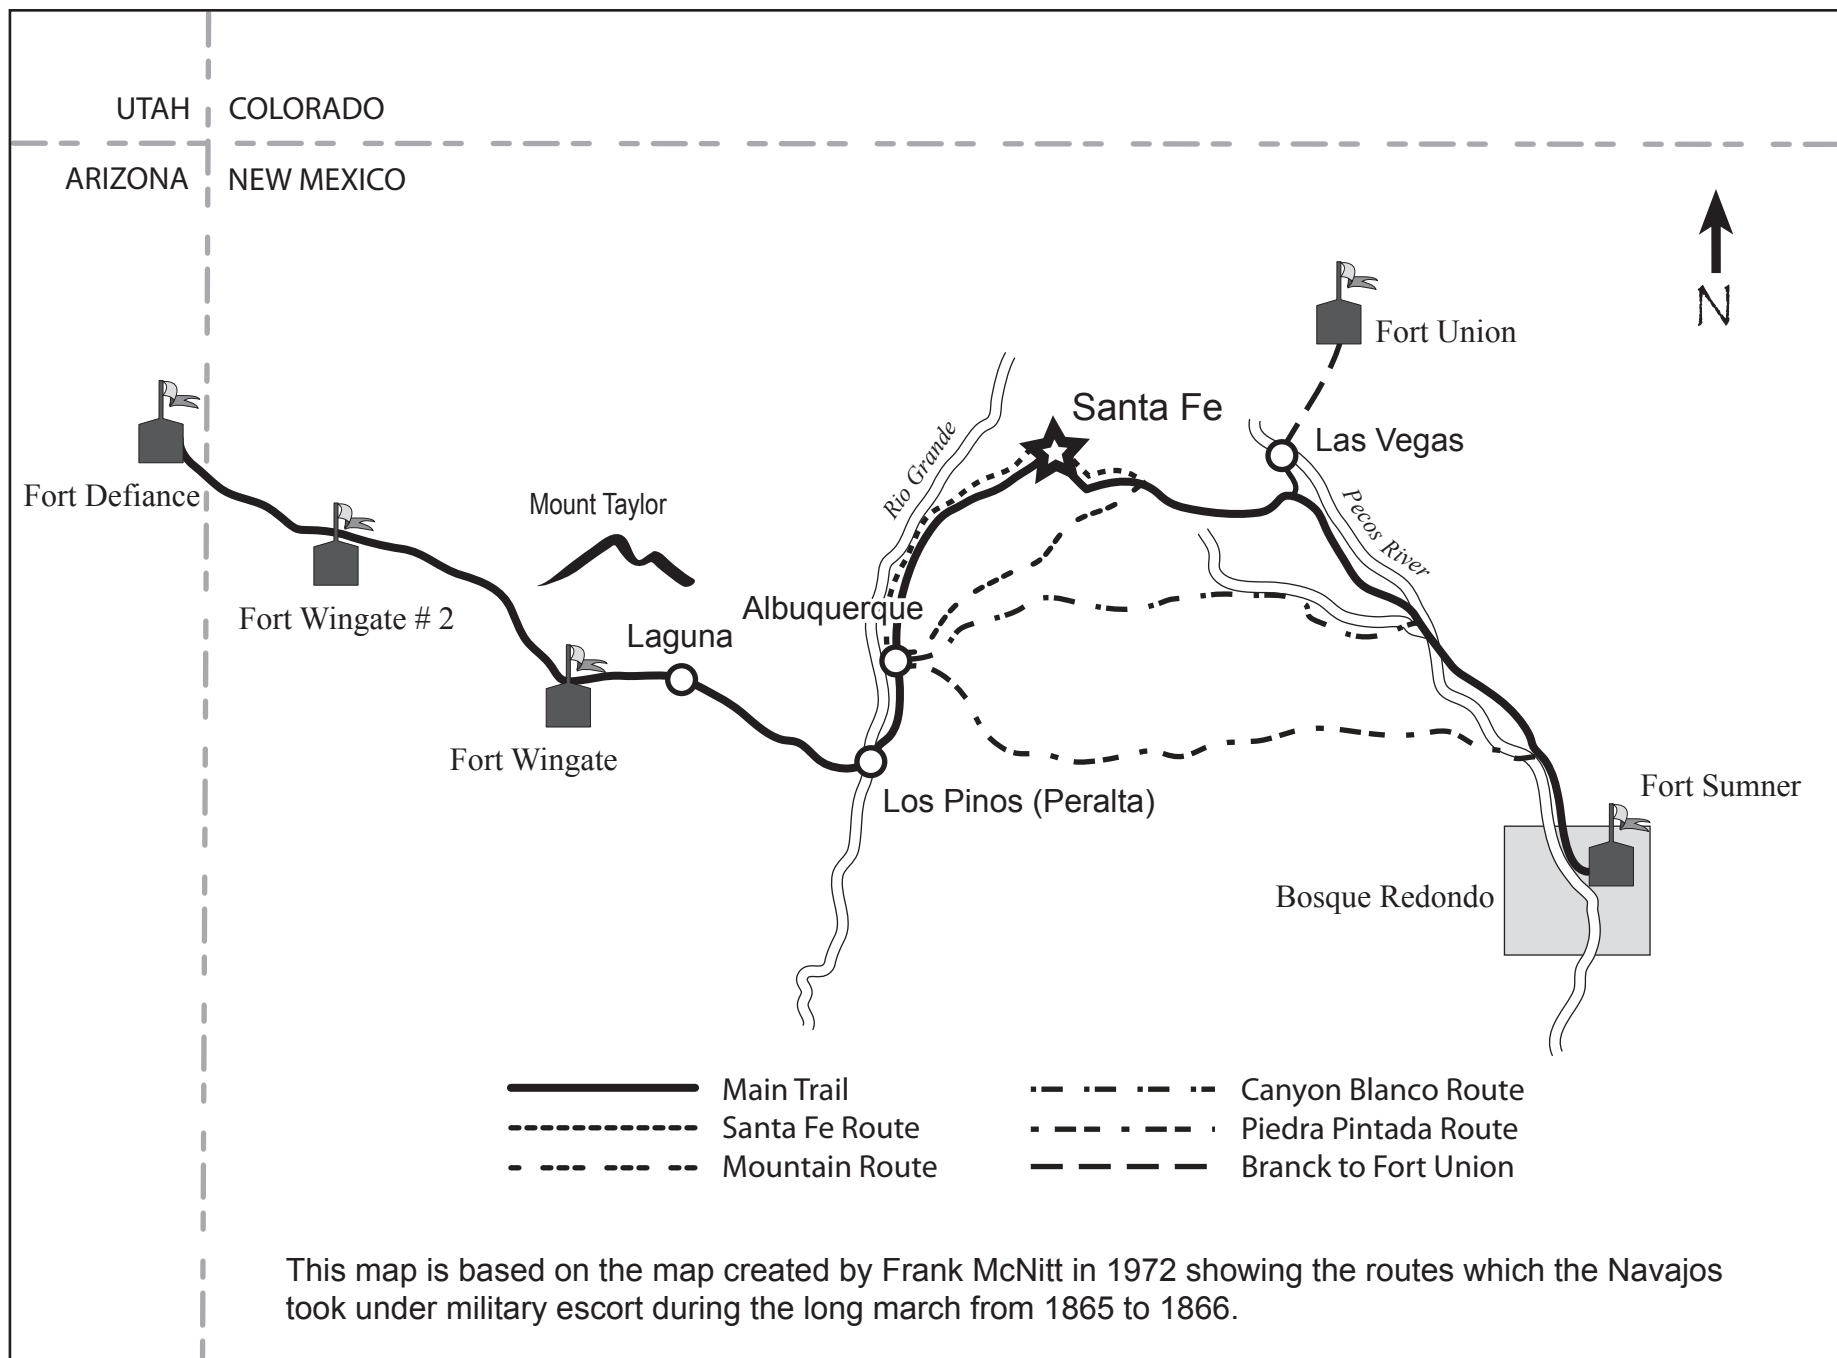 UTAH
COLORADO
ARIZONA
NEW MEXICO
N
Fort Union
Santa Fe
Las Vegas
Rio Grande
Fort Defiance
Mount Taylor
Pecos River
Fort Wingate # 2
Albuquerque
Laguna
Fort Wingate
Los Pinos (Peralta)
Fort Sumner
Bosque Redondo
Main Trail
Santa Fe Route
Mountain Route
Canyon Blanco Route
Piedra Pintada Route
Branck to Fort Union
This map is based on the map created by Frank McNitt in 1972 showing the routes which the Navajos
took under military escort during the long march from 1865 to 1866.